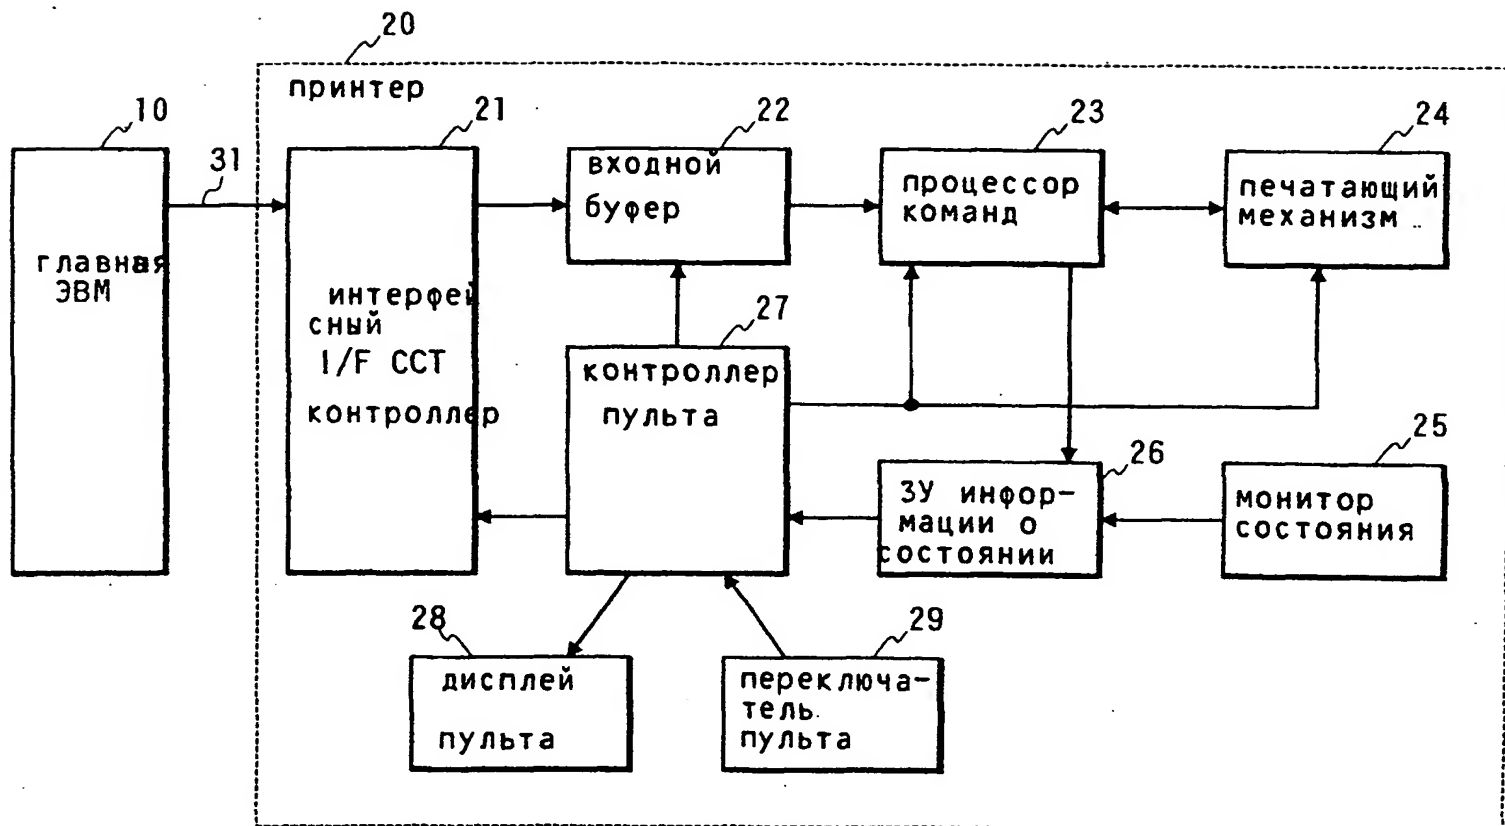 20
принтер
10
21
22
23
24
31
главная
ЭВМ
интерфей
сный
I/F CCT
контроллер
входной
буфер
процессор
команд
печатающий
механизм
27
контроллер
пульта
26
ЗУ инфор-
мации о
состоянии
25
монитор
состояния
28
дисплей
пульта
29
переключа-
тель
пульта